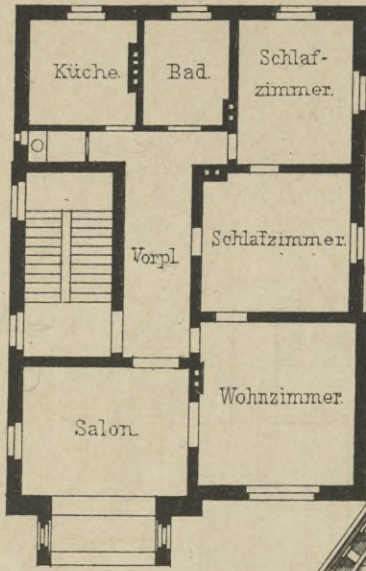 Küche.
Bad.
Schlaf-
zimmer.
Schlafzimmer.
Vorpl.
Wohnzimmer.
Salon.